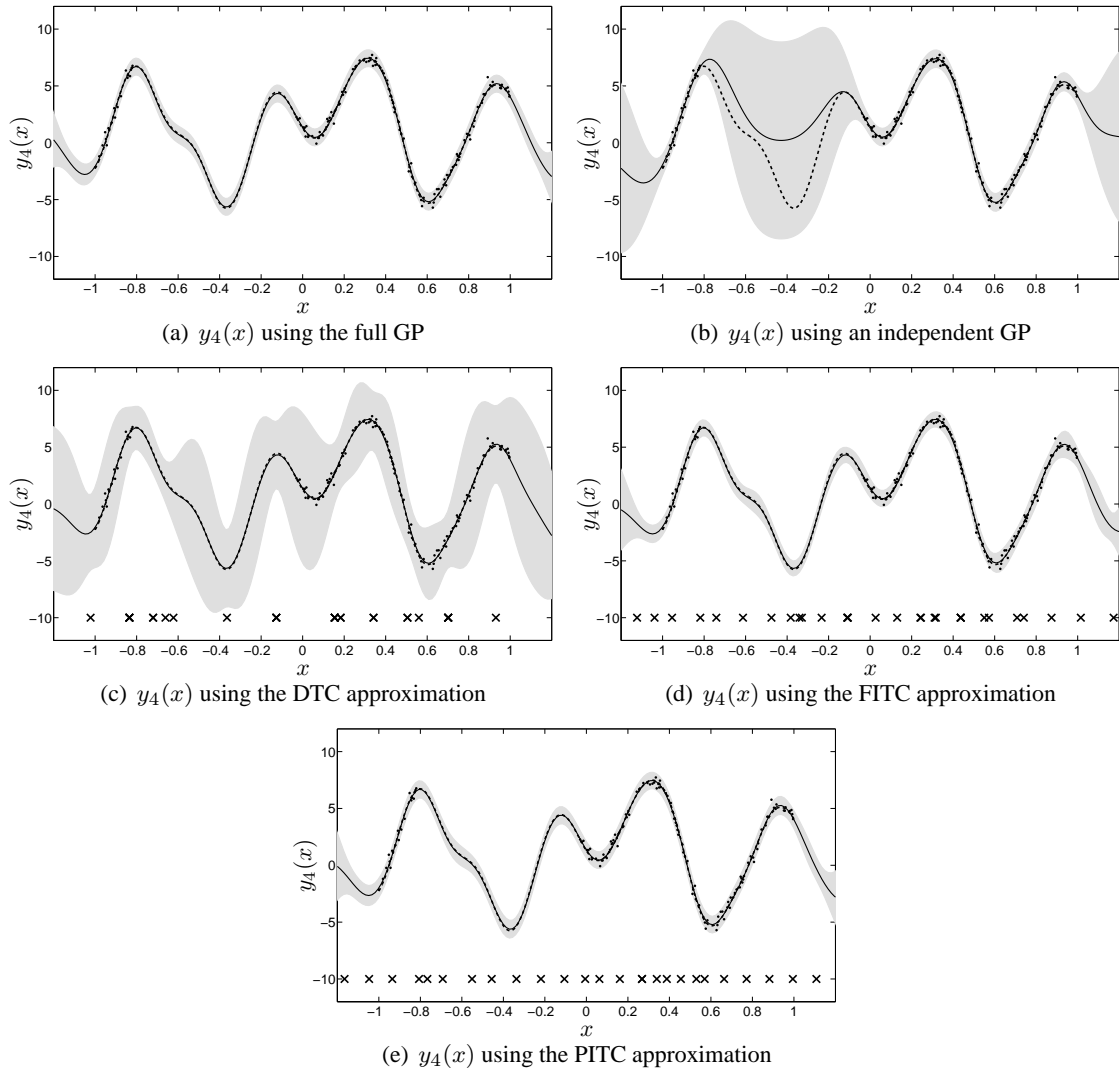 10
5
0
−5
−10
y4(x)
−1 −0.8 −0.6 −0.4 −0.2 0 0.2 0.4 0.6 0.8 1
x
(a) y4(x) using the full GP
10
5
0
−5
−10
y4(x)
−1 −0.8 −0.6 −0.4 −0.2 0 0.2 0.4 0.6 0.8 1
x
(b) y4(x) using an independent GP
10
5
0
−5
−10
y4(x)
−1 −0.8 −0.6 −0.4 −0.2 0 0.2 0.4 0.6 0.8 1
x
(c) y4(x) using the DTC approximation
10
5
0
−5
−10
y4(x)
−1 −0.8 −0.6 −0.4 −0.2 0 0.2 0.4 0.6 0.8 1
x
(d) y4(x) using the FITC approximation
10
5
0
−5
−10
y4(x)
−1 −0.8 −0.6 −0.4 −0.2 0 0.2 0.4 0.6 0.8 1
x
(e) y4(x) using the PITC approximation